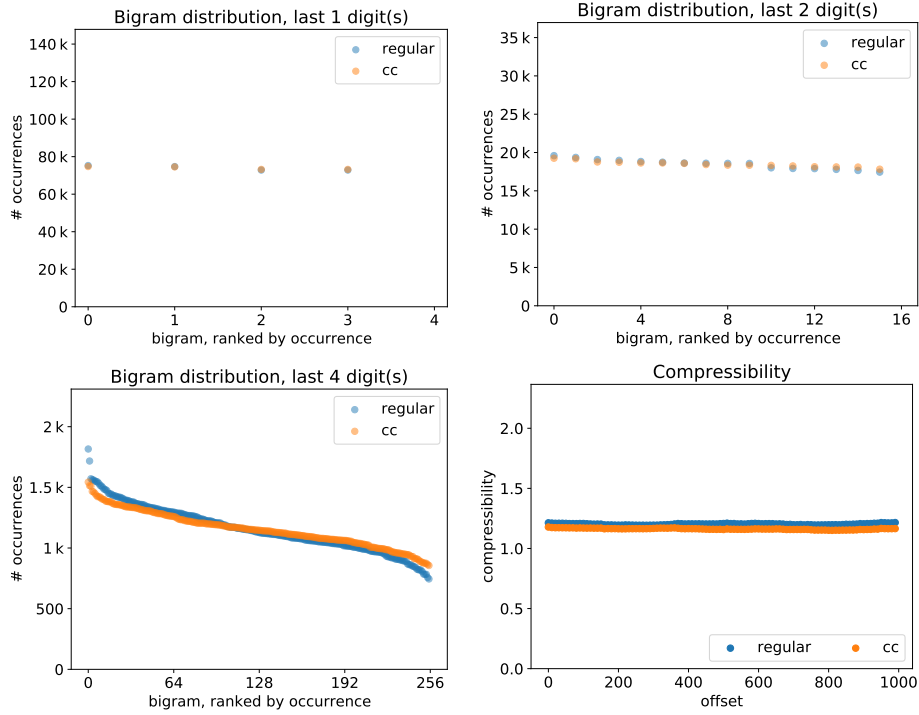 Bigram distribution, last 1 digit(s)
140 k
120 k
100 k
80 k
60 k
40 k
20 k
0
# occurrences
regular
cc
0 1 2 3 4
bigram, ranked by occurrence
Bigram distribution, last 2 digit(s)
35 k
30 k
25 k
20 k
15 k
10 k
5 k
0
# occurrences
regular
cc
0 4 8 12 16
bigram, ranked by occurrence
Bigram distribution, last 4 digit(s)
2 k
1.5 k
1 k
500
0
# occurrences
regular
cc
0 64 128 192 256
bigram, ranked by occurrence
Compressibility
2.0
1.5
1.0
0.5
0.0
compressibility
regular cc
0 200 400 600 800 1000
offset